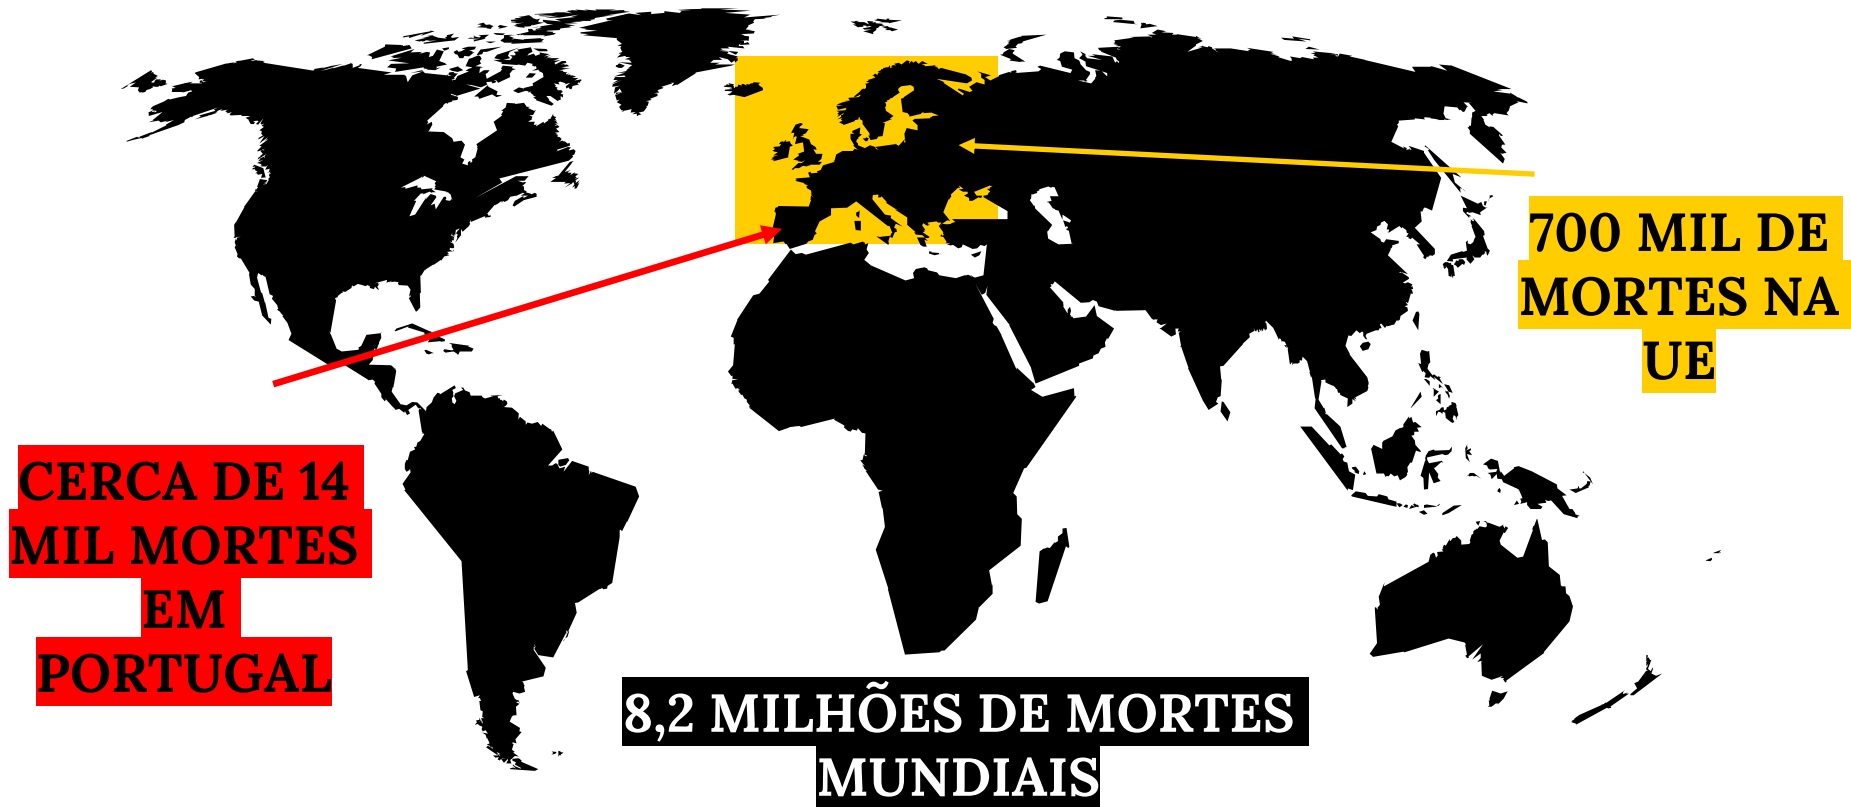 700 MIL DE
MORTES NA
UE
CERCA DE 14
MIL MORTES
EM
PORTUGAL
8,2 MILHÕES DE MORTES
MUNDIAIS